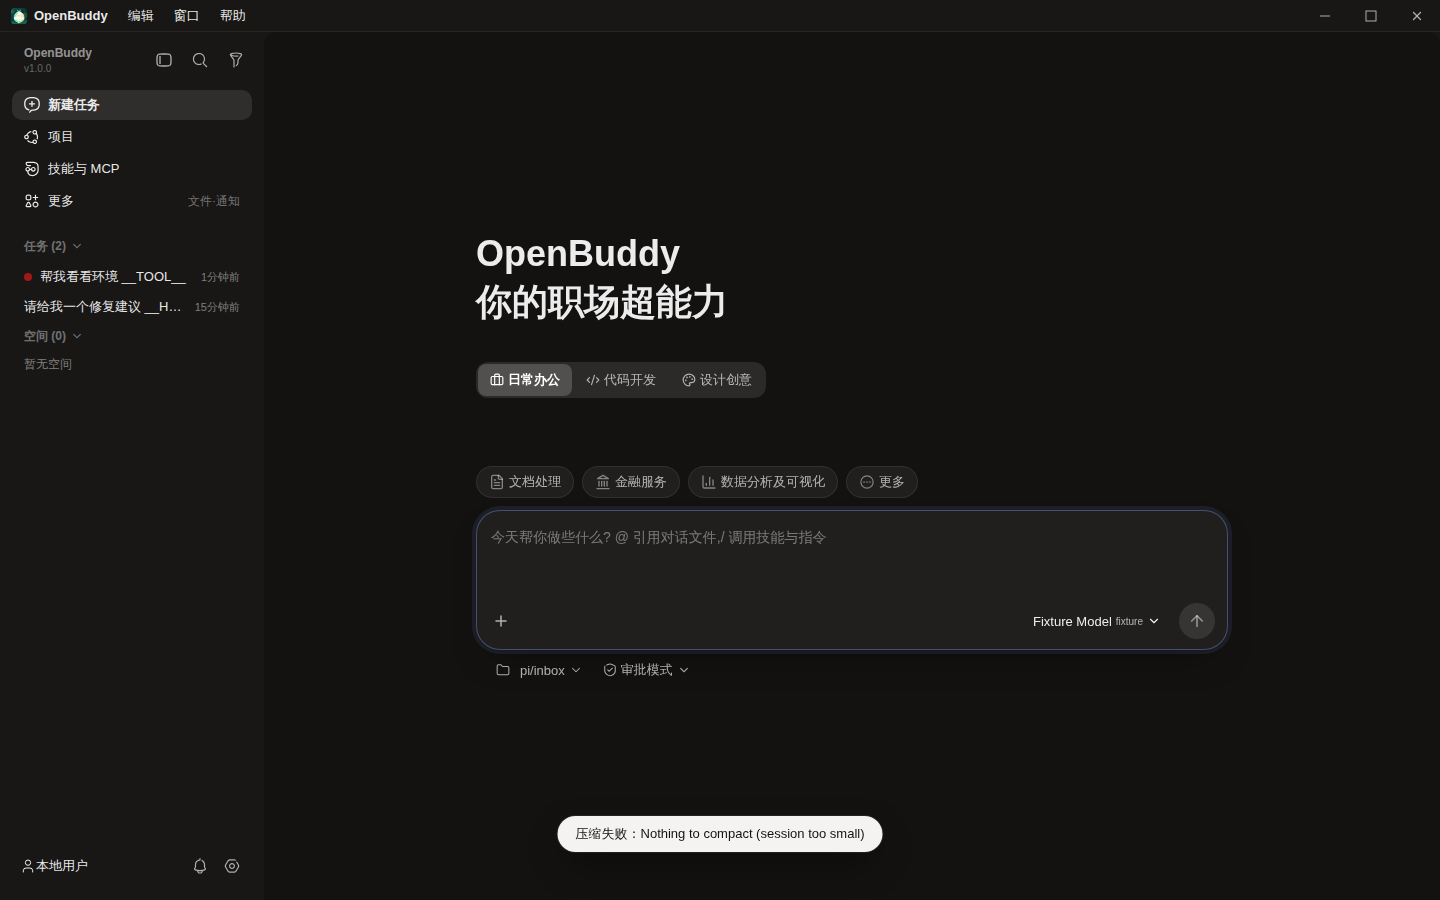 OpenBuddy 编辑 窗口 帮助
OpenBuddy
v1.0.0
新建任务
项目
技能与 MCP
更多 文件·通知
任务 (2)
帮我看看环境 __TOOL__ 1分钟前
请给我一个修复建议 __H… 15分钟前
空间 (0)
暂无空间
OpenBuddy
你的职场超能力
日常办公 代码开发 设计创意
文档处理 金融服务 数据分析及可视化 更多
今天帮你做些什么? @ 引用对话文件,/ 调用技能与指令
Fixture Model fixture
pi/inbox 审批模式
压缩失败：Nothing to compact (session too small)
本地用户